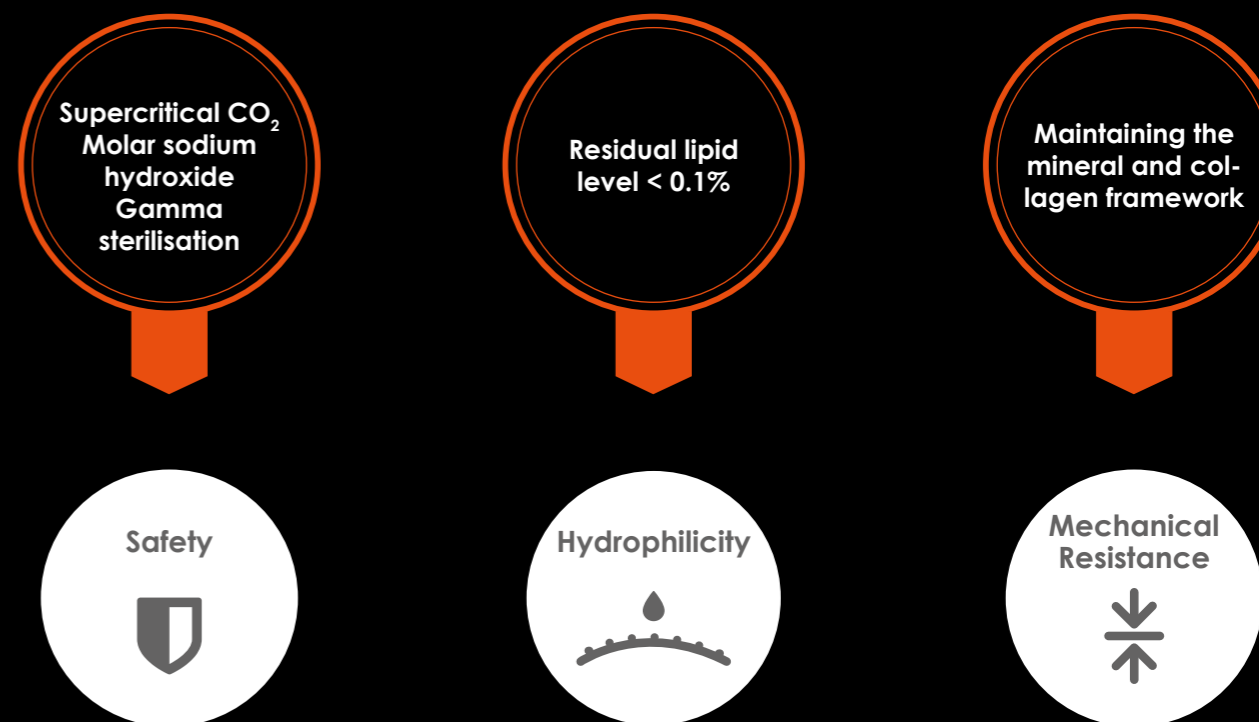 Supercritical CO₂
Molar sodium
hydroxide
Gamma
sterilisation
Residual lipid
level < 0.1%
Maintaining the
mineral and col-
lagen framework
Safety
Hydrophilicity
Mechanical
Resistance